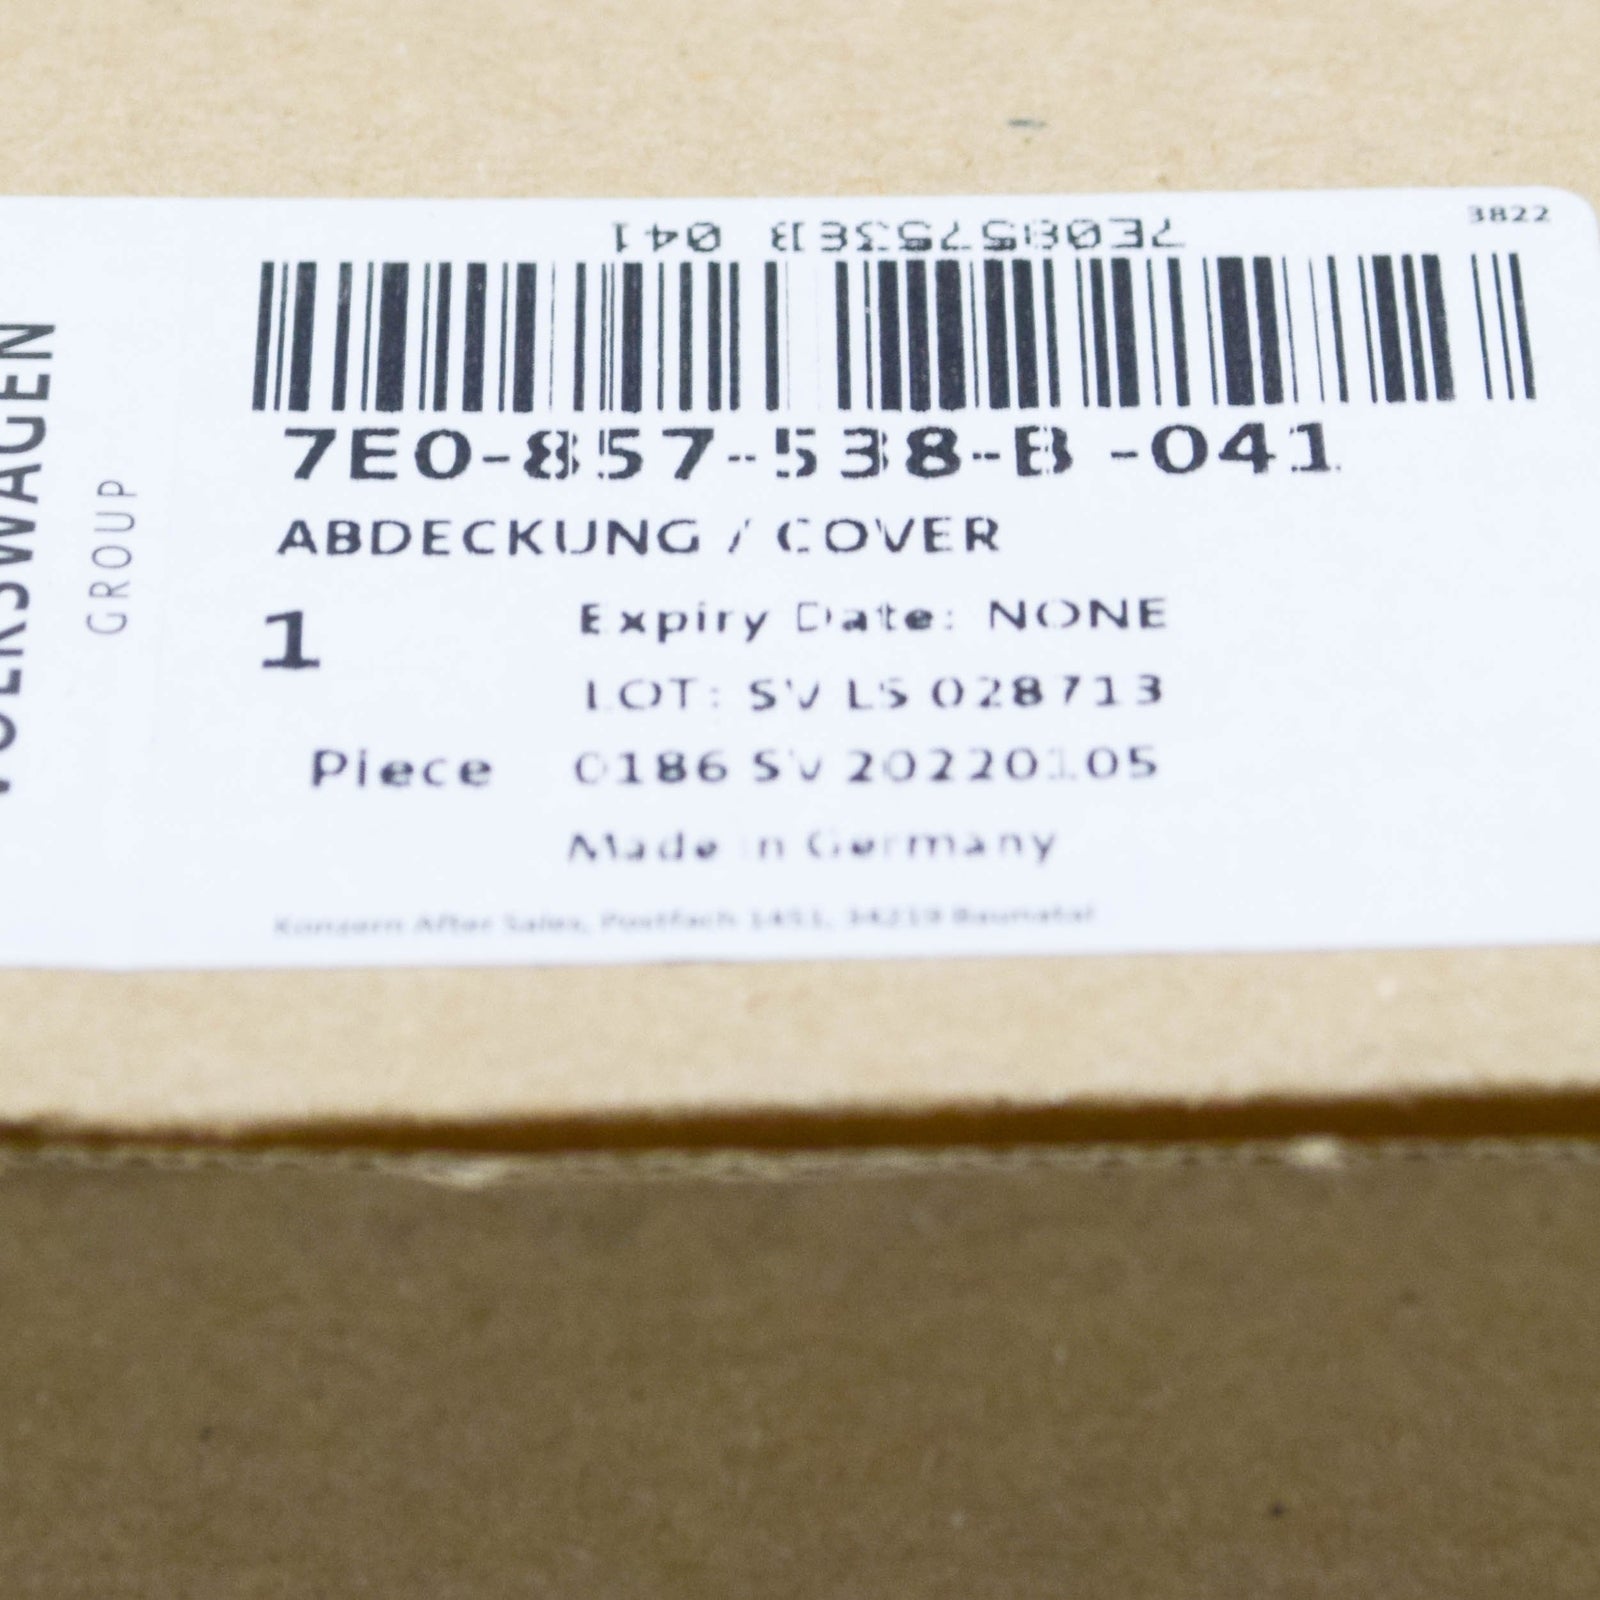 7E0857538B 041
3822
7E0-857-538-B -041
ABDECKUNG / COVER
1
Expiry Date: NONE
LOT: SV LS 028713
Piece
0186 SV 20220105
Made in Germany
Konzern After Sales, Postfach 1451, 34219 Baunatal
VOLKSWAGEN
GROUP